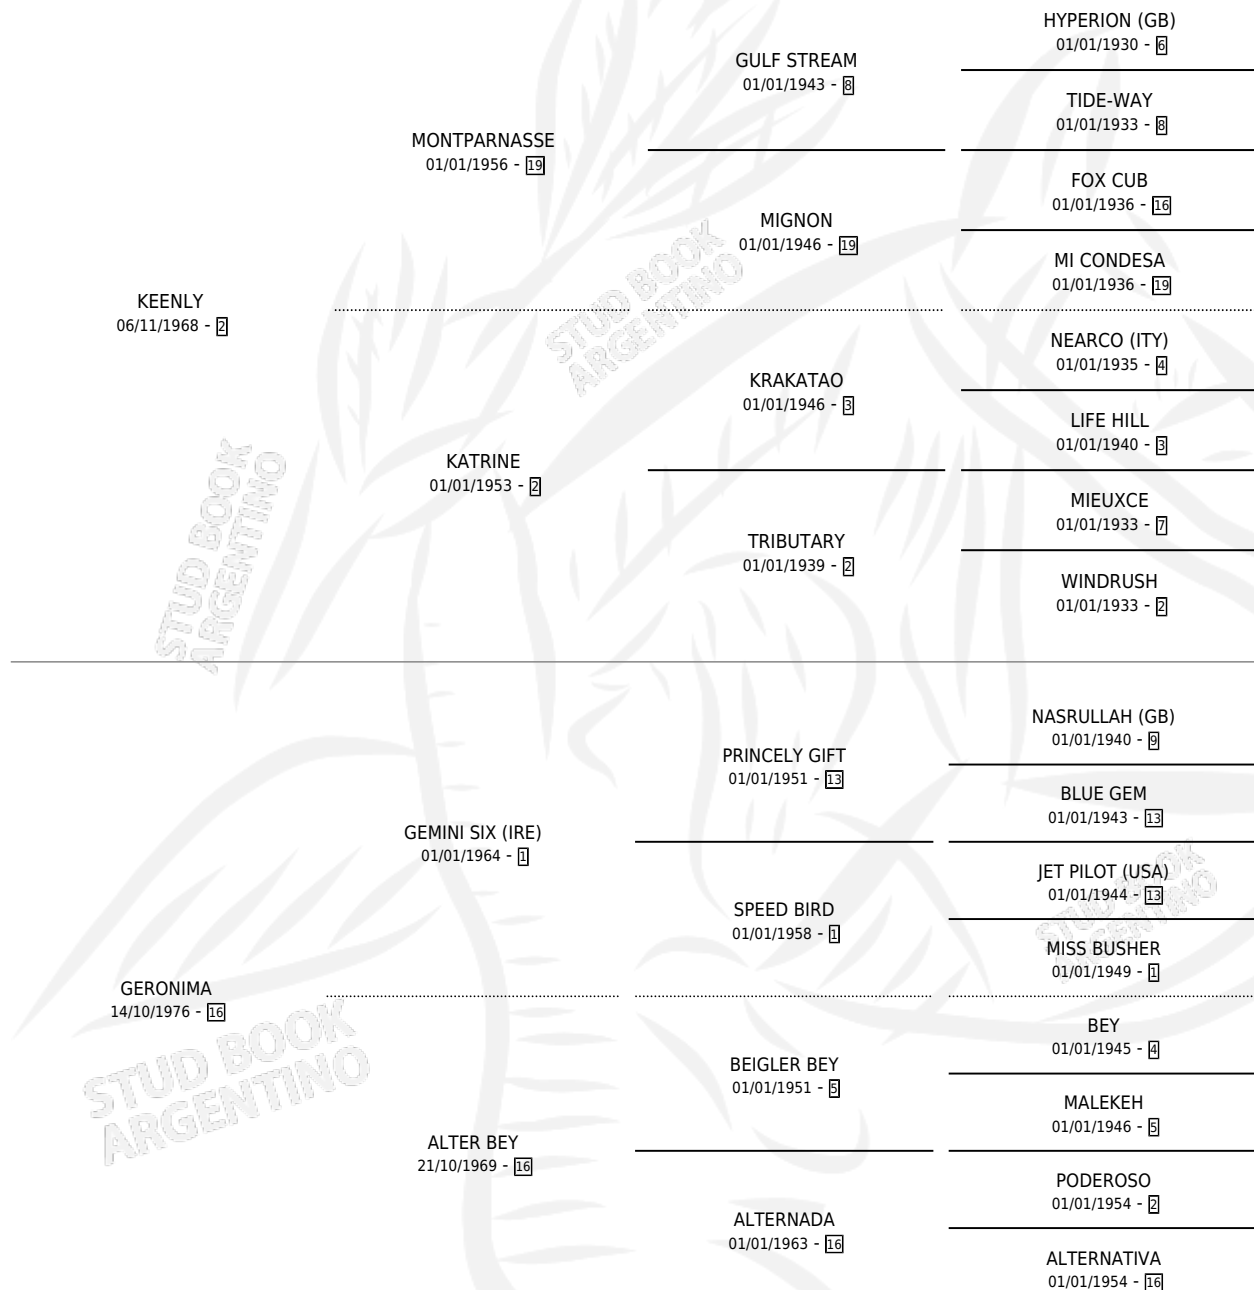 HYPERION (GB)
01/01/1930 - 6
GULF STREAM
01/01/1943 - 8
TIDE-WAY
01/01/1933 - 8
MONTPARNASSE
01/01/1956 - 19
FOX CUB
01/01/1936 - 16
MIGNON
01/01/1946 - 19
MI CONDESA
01/01/1936 - 19
KEENLY
06/11/1968 - 2
NEARCO (ITY)
01/01/1935 - 4
KRAKATAO
01/01/1946 - 3
LIFE HILL
01/01/1940 - 3
KATRINE
01/01/1953 - 2
MIEUXCE
01/01/1933 - 7
TRIBUTARY
01/01/1939 - 2
WINDRUSH
01/01/1933 - 2
NASRULLAH (GB)
01/01/1940 - 9
PRINCELY GIFT
01/01/1951 - 13
BLUE GEM
01/01/1943 - 13
GEMINI SIX (IRE)
01/01/1964 - 1
JET PILOT (USA)
01/01/1944 - 13
SPEED BIRD
01/01/1958 - 1
MISS BUSHER
01/01/1949 - 1
GERONIMA
14/10/1976 - 16
BEY
01/01/1945 - 4
BEIGLER BEY
01/01/1951 - 5
MALEKEH
01/01/1946 - 5
ALTER BEY
21/10/1969 - 16
PODEROSO
01/01/1954 - 2
ALTERNADA
01/01/1963 - 16
ALTERNATIVA
01/01/1954 - 16
STUD BOOK
ARGENTINO
STUD BOOK
ARGENTINO
STUD BOOK
ARGENTINO
STUD BOOK
ARGENTINO